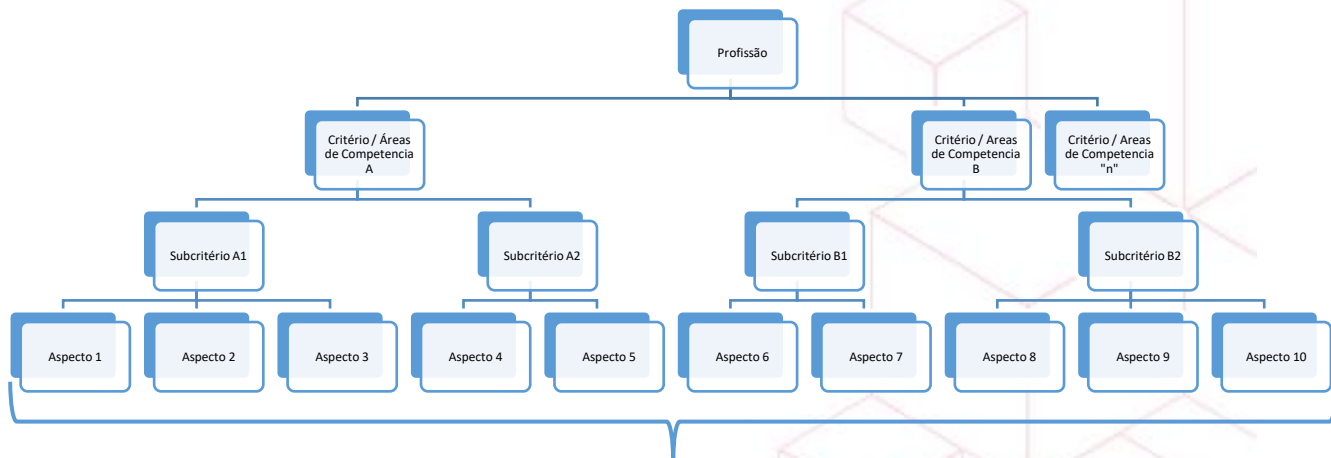 Profissão
Critério / Áreas
de Competencia
A
Critério / Areas
de Competencia
B
Critério / Areas
de Competencia
"n"
Subcritério A1
Subcritério A2
Subcritério B1
Subcritério B2
Aspecto 1
Aspecto 2
Aspecto 3
Aspecto 4
Aspecto 5
Aspecto 6
Aspecto 7
Aspecto 8
Aspecto 9
Aspecto 10